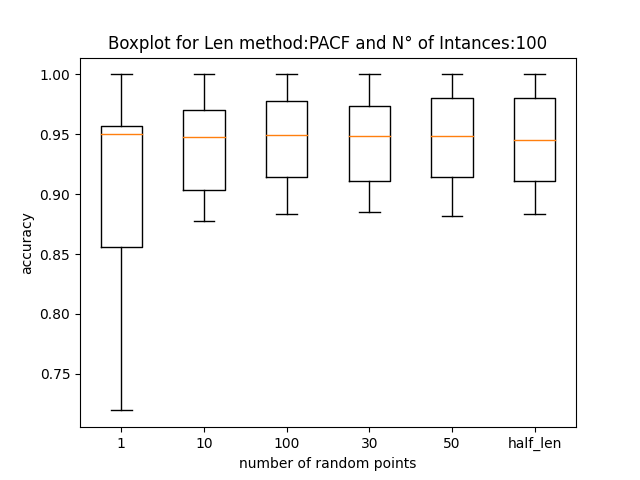 Boxplot for Len method:PACF and N° of Intances:100
1.00
0.95
0.90
0.85
0.80
0.75
accuracy
1 10 100 30 50 half_len
number of random points